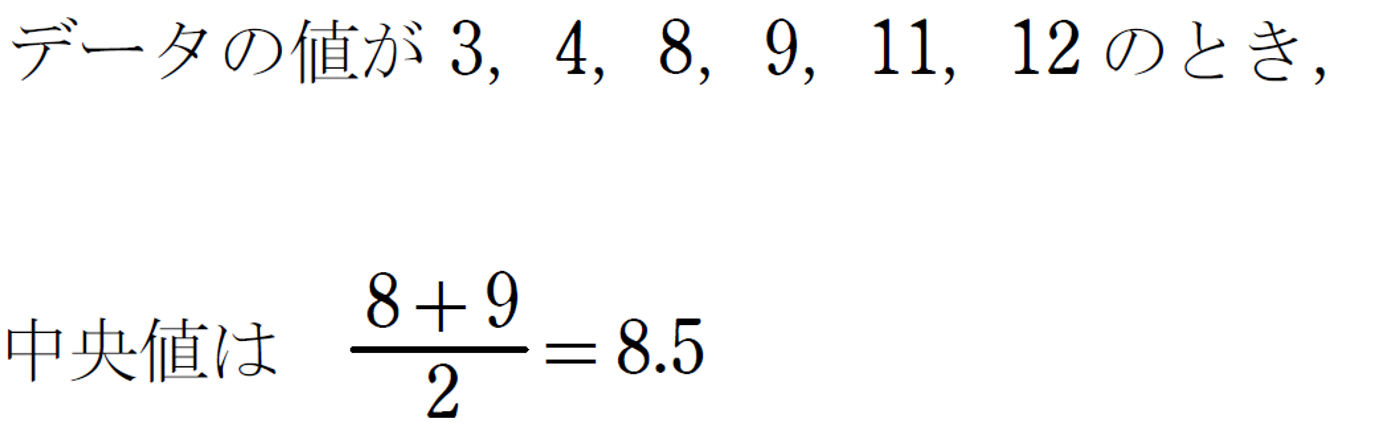 データの値が 3, 4, 8, 9, 11, 12 のとき,
中央値は $\frac{8+9}{2}=8.5$